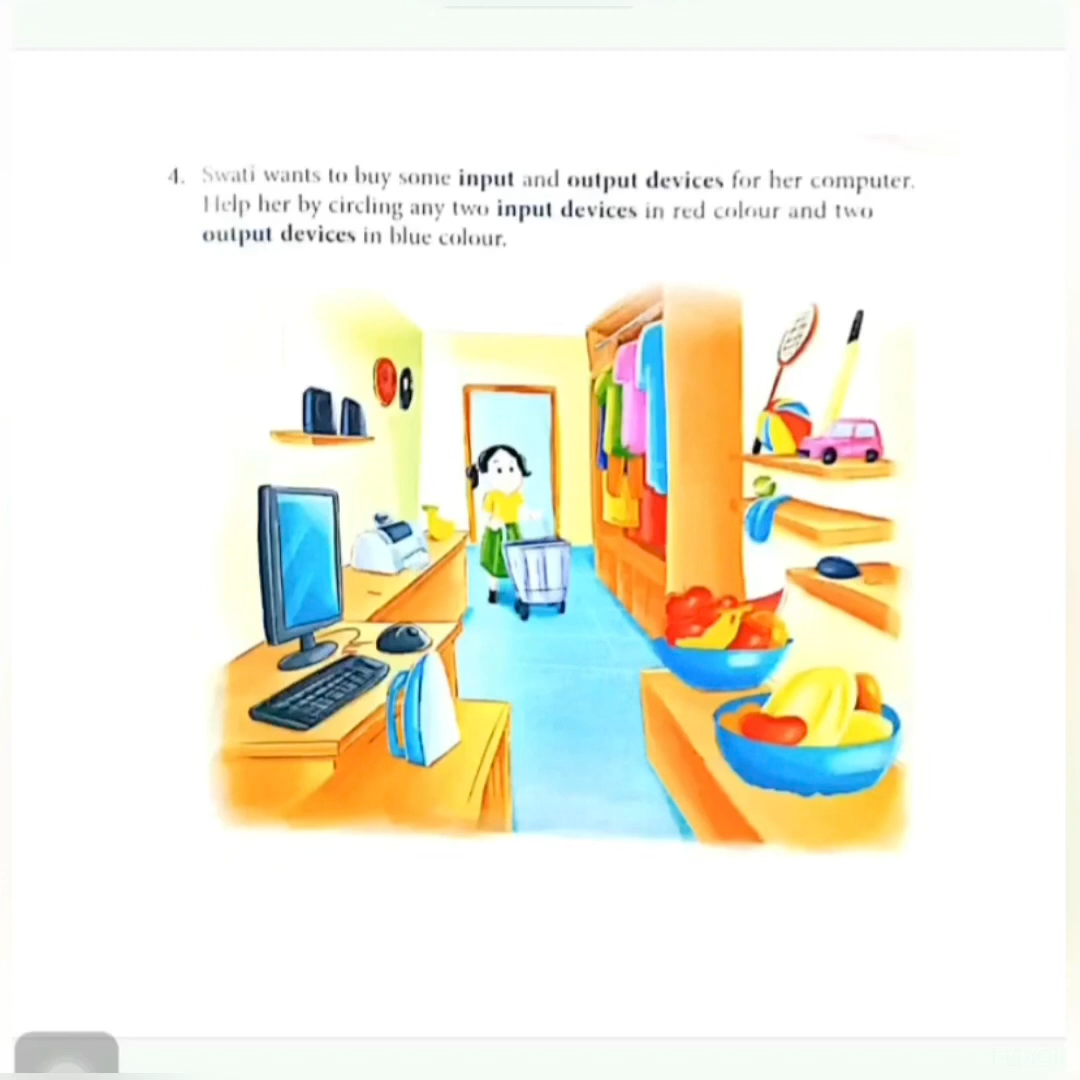 4. Swati wants to buy some input and output devices for her computer.
Help her by circling any two input devices in red colour and two
output devices in blue colour.